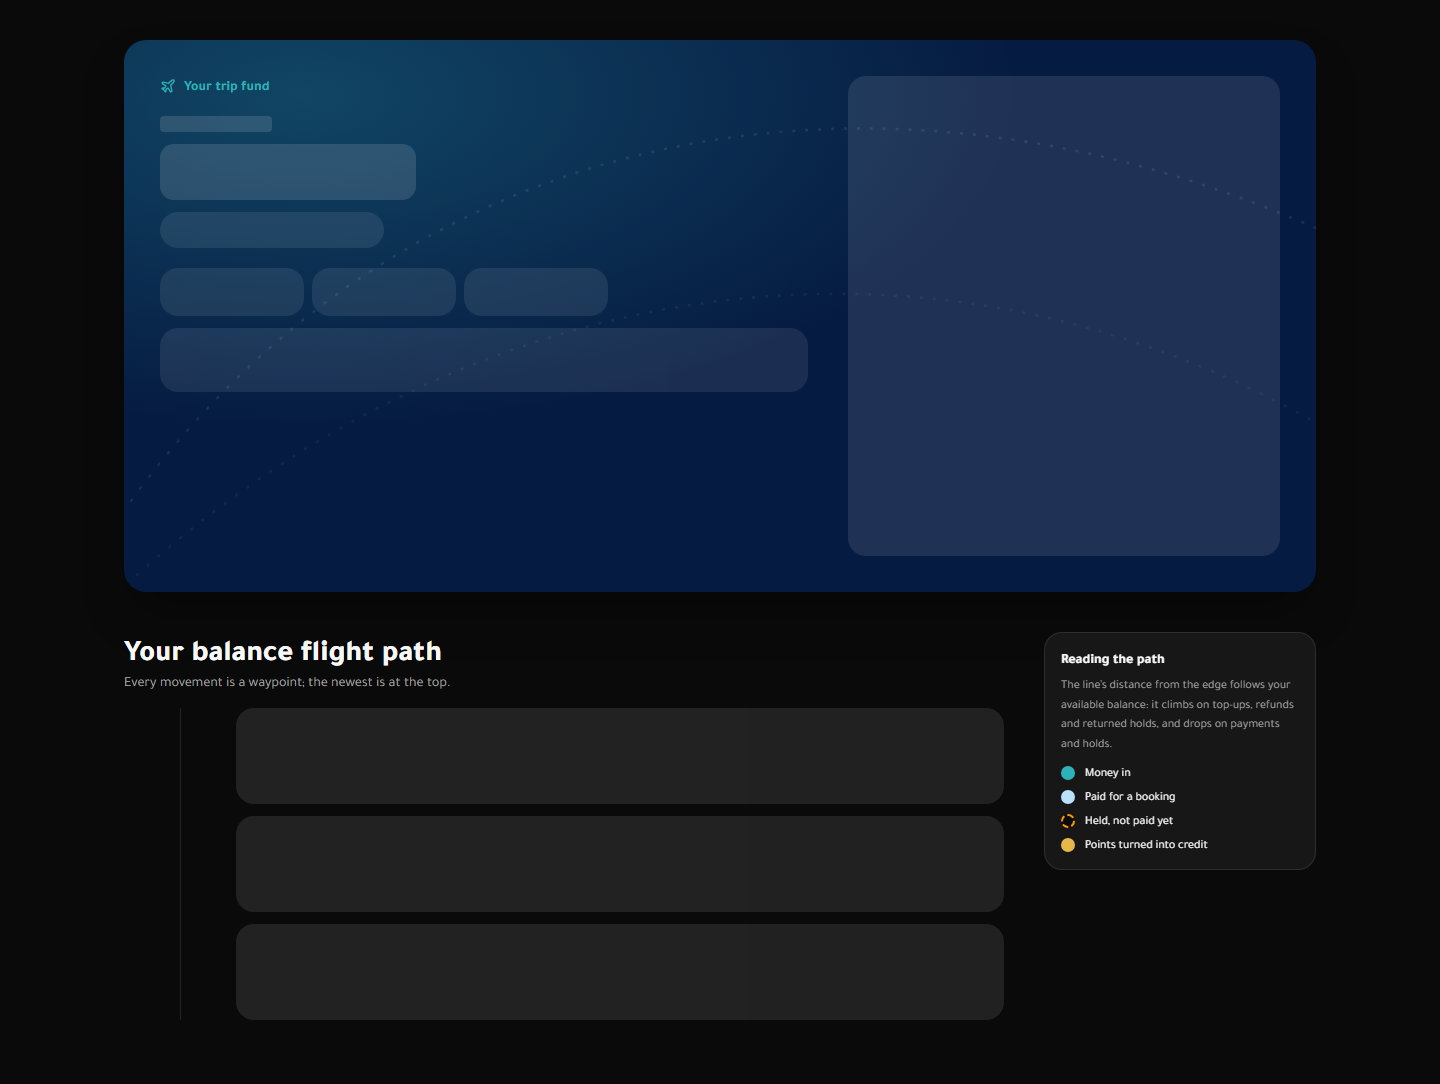 Your trip fund
Your balance flight path
Every movement is a waypoint; the newest is at the top.
Reading the path
The line's distance from the edge follows your
available balance: it climbs on top-ups, refunds
and returned holds, and drops on payments
and holds.
Money in
Paid for a booking
Held, not paid yet
Points turned into credit